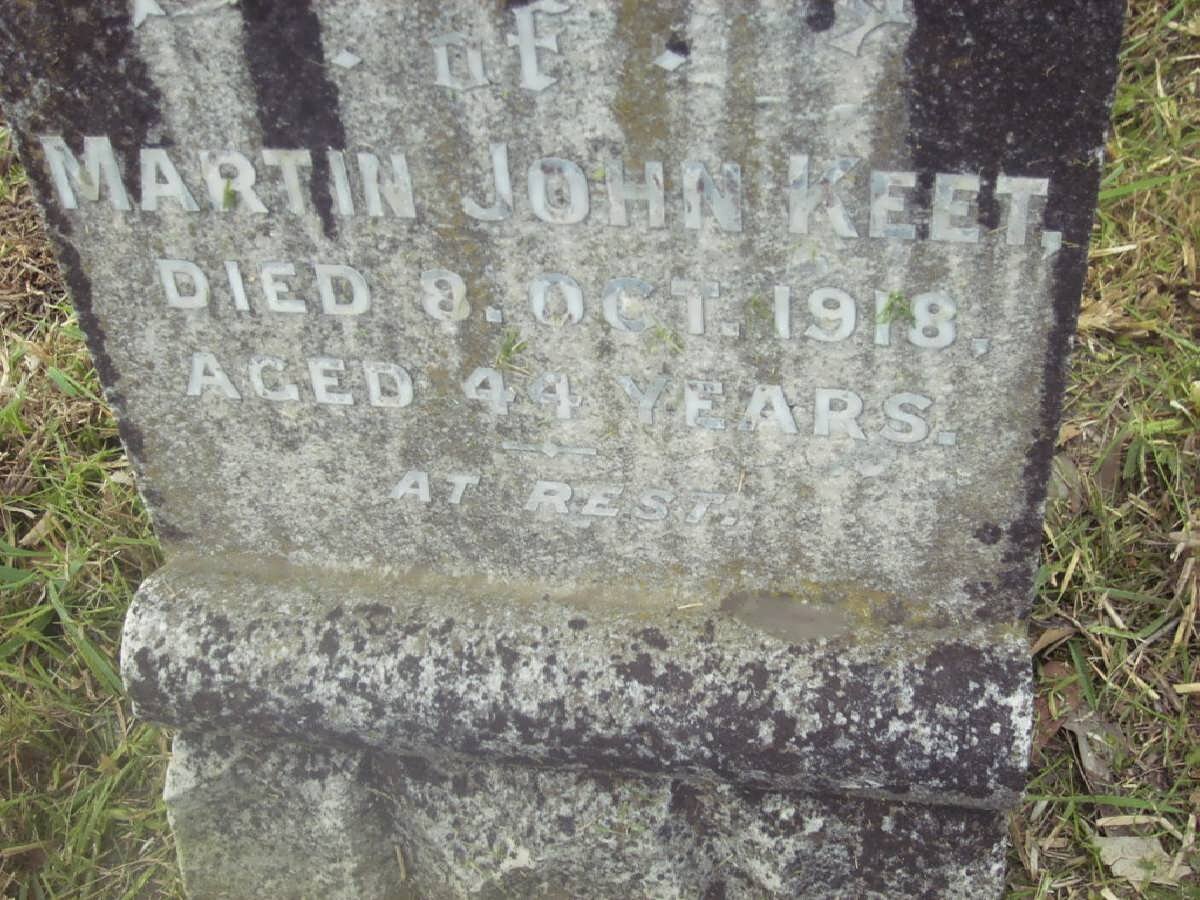 of
MARTIN JOHN KEET,
DIED 8. OCT. 1918,
AGED 44 YEARS.
AT REST.